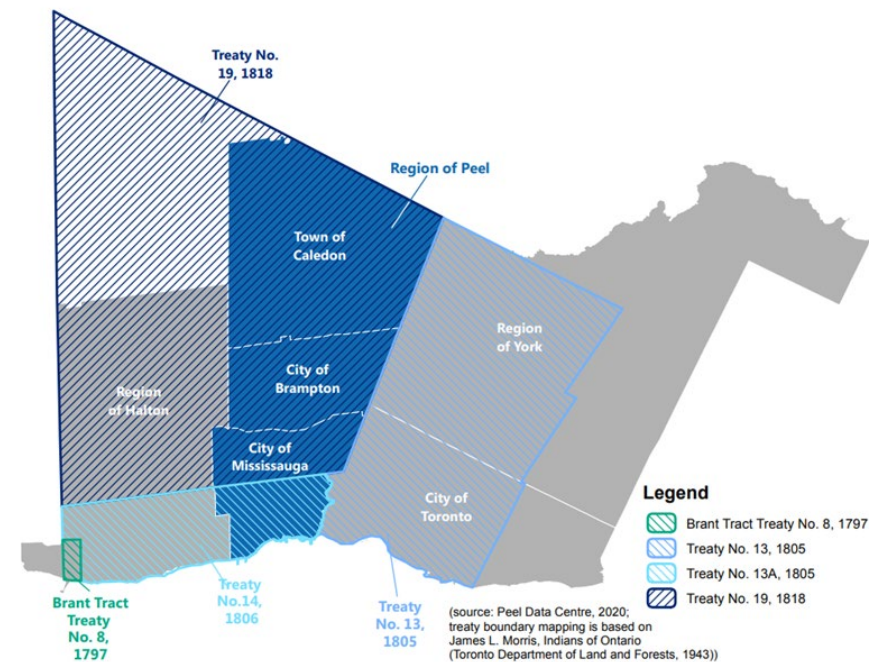 Treaty No.
19, 1818
Region of Peel
Town of
Caledon
Region
of York
City of
Brampton
Region
of Halton
City of
Mississauga
City of
Toronto
Legend
Brant Tract Treaty No. 8, 1797
Treaty No. 13, 1805
Treaty No. 13A, 1805
Treaty No. 19, 1818
Brant Tract
Treaty
No. 8,
1797
Treaty
No.14,
1806
Treaty
No. 13,
1805
(source: Peel Data Centre, 2020;
treaty boundary mapping is based on
James L. Morris, Indians of Ontario
(Toronto Department of Land and Forests, 1943))